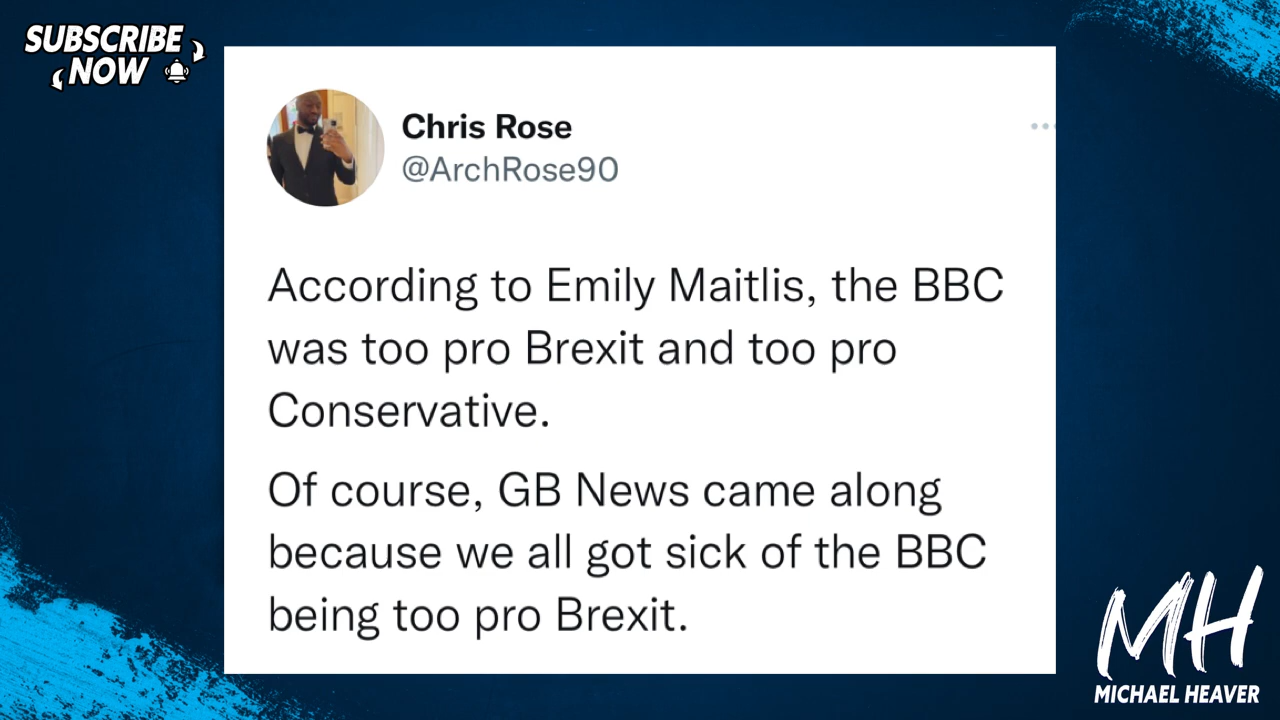 SUBSCRIBE
NOW
Chris Rose
@ArchRose90
According to Emily Maitlis, the BBC
was too pro Brexit and too pro
Conservative.
Of course, GB News came along
because we all got sick of the BBC
being too pro Brexit.
MH
MICHAEL HEAVER